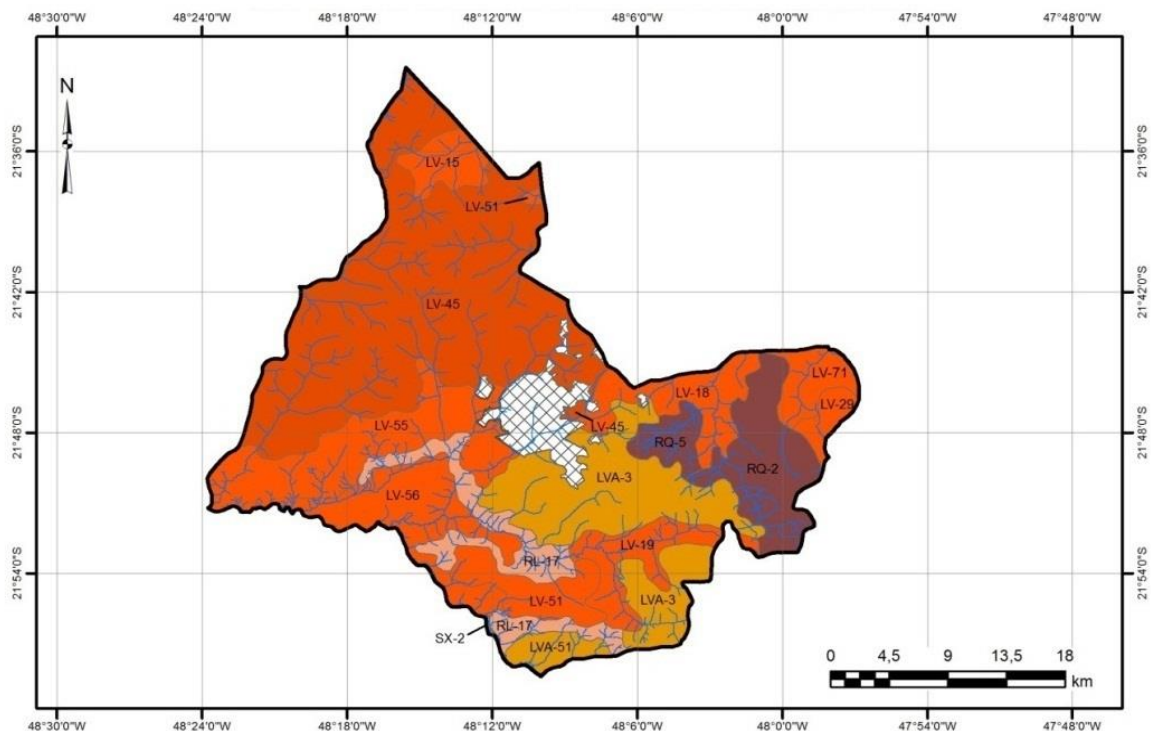 48°30'0"W 48°24'0"W 48°18'0"W 48°12'0"W 48°6'0"W 48°0'0"W 47°54'0"W 47°48'0"W
N
21°36'0"S 21°36'0"S
LV-15
LV-51
21°42'0"S 21°42'0"S
LV-45
LV-71
LV-18
LV-29
LV-55
LV-45
21°48'0"S 21°48'0"S
RQ-5
RQ-2
LVA-3
LV-56
LV-19
RL-17
21°54'0"S 21°54'0"S
LV-51
LVA-3
RL-17
SX-2
LVA-51
0 4,5 9 13,5 18
km
48°30'0"W 48°24'0"W 48°18'0"W 48°12'0"W 48°6'0"W 48°0'0"W 47°54'0"W 47°48'0"W